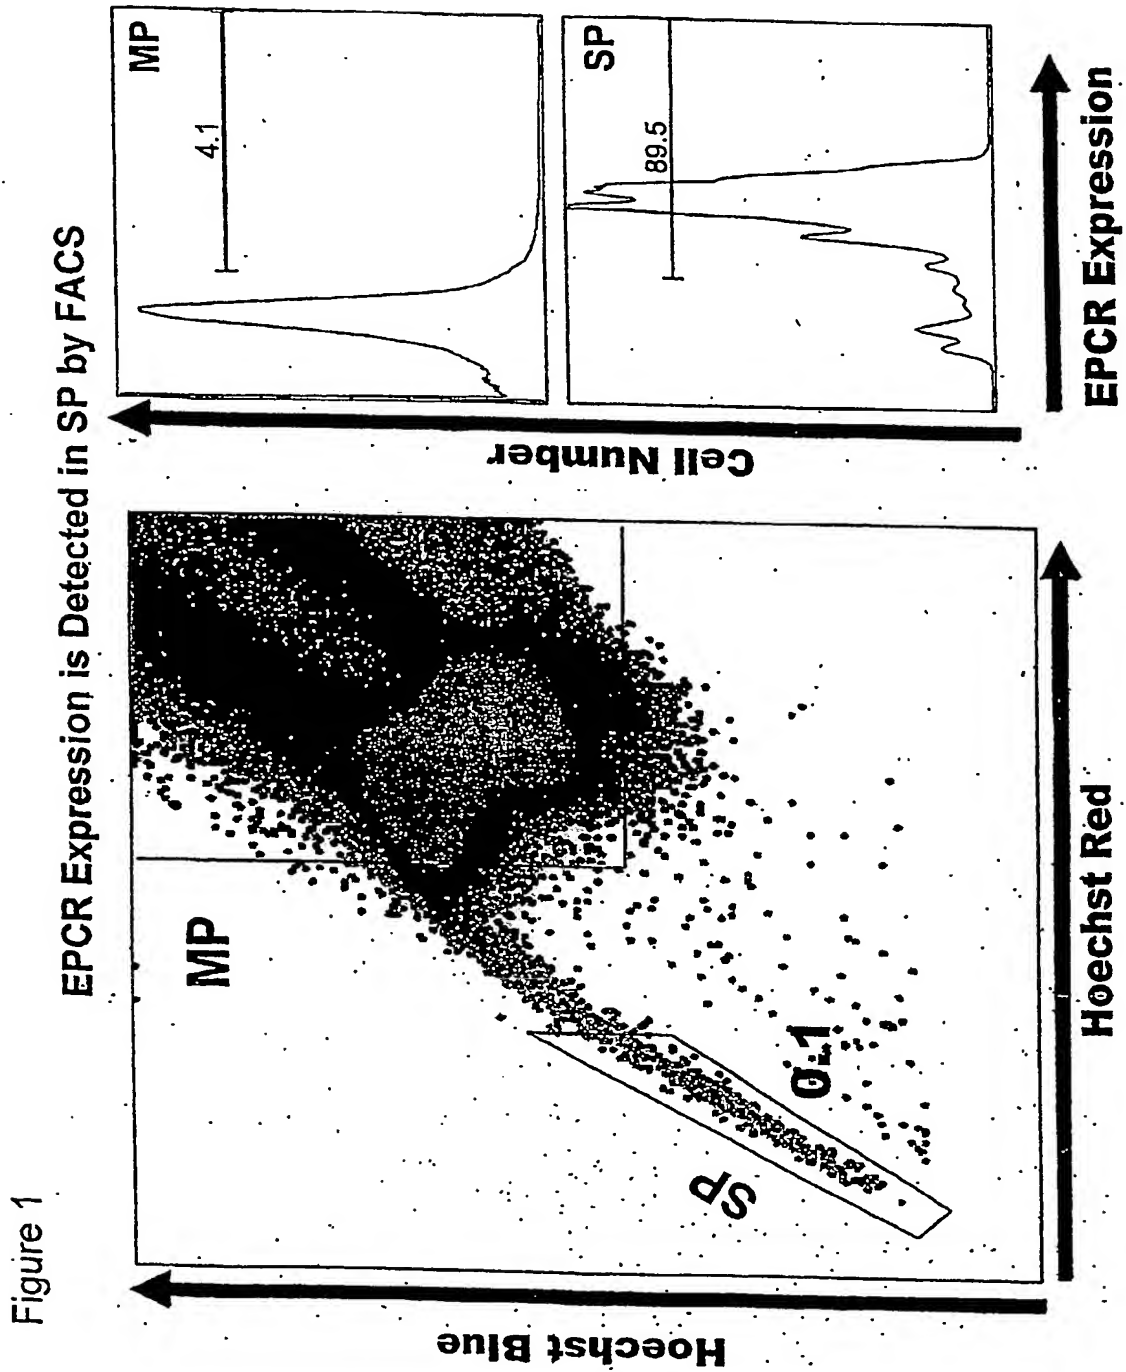 Figure 1
EPCR Expression is Detected in SP by FACS
Hoechst Blue
MP
SP
0.1
Hoechst Red
Cell Number
MP
4.1
SP
89.5
EPCR Expression